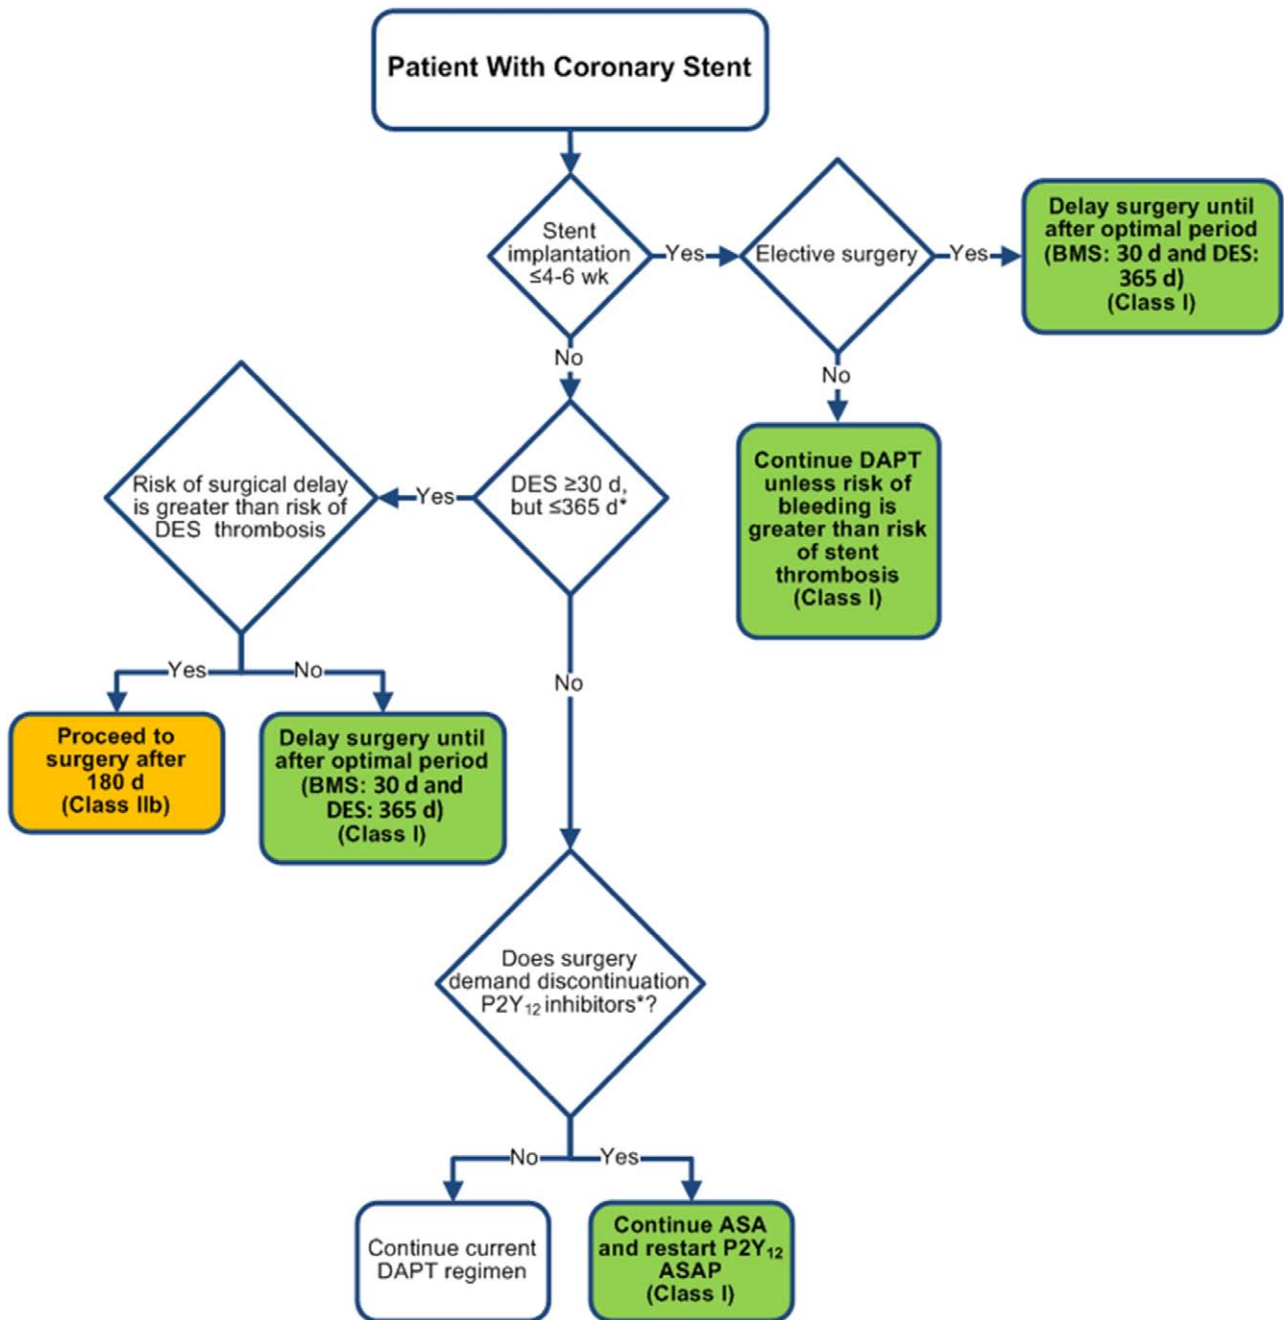 Patient With Coronary Stent
Stent
implantation
≤4-6 wk
Yes
Elective surgery
Yes
Delay surgery until
after optimal period
(BMS: 30 d and DES:
365 d)
(Class I)
No
No
Continue DAPT
unless risk of
bleeding is
greater than risk
of stent
thrombosis
(Class I)
DES ≥30 d,
but ≤365 d*
Yes
Risk of surgical delay
is greater than risk of
DES thrombosis
Yes
No
Proceed to
surgery after
180 d
(Class IIb)
Delay surgery until
after optimal period
(BMS: 30 d and
DES: 365 d)
(Class I)
No
Does surgery
demand discontinuation
P2Y₁₂ inhibitors*?
No
Yes
Continue current
DAPT regimen
Continue ASA
and restart P2Y₁₂
ASAP
(Class I)